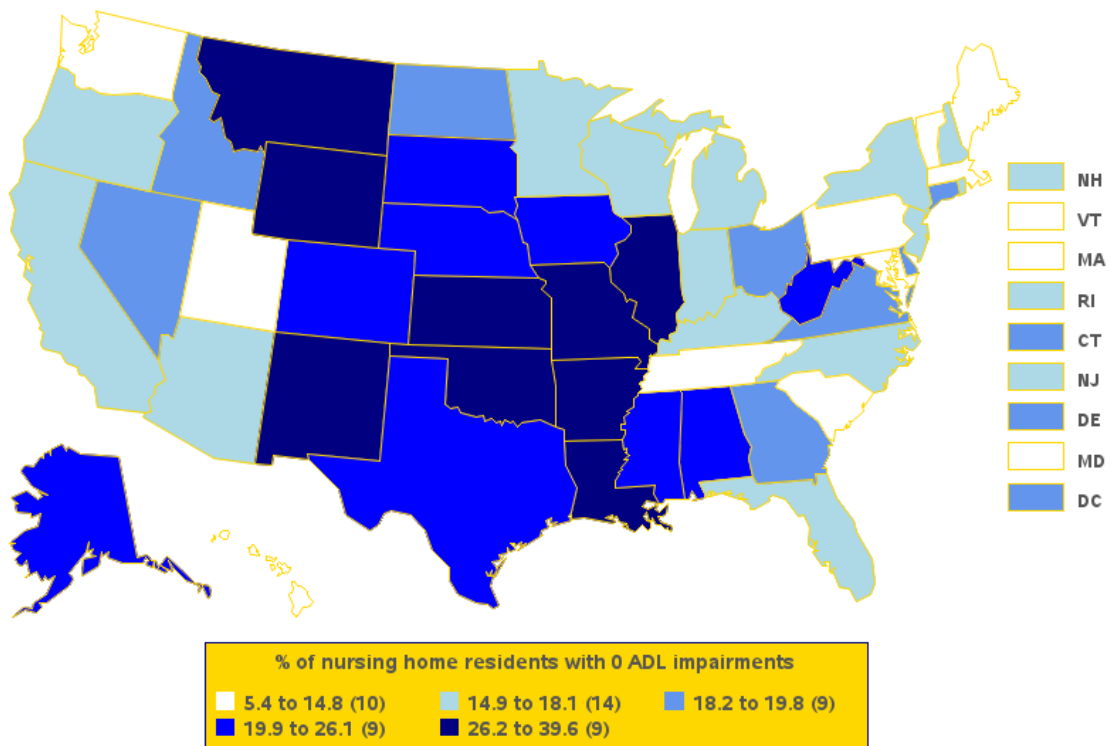 NH
VT
MA
RI
CT
NJ
DE
MD
DC
% of nursing home residents with 0 ADL impairments
5.4 to 14.8 (10) 14.9 to 18.1 (14) 18.2 to 19.8 (9)
19.9 to 26.1 (9) 26.2 to 39.6 (9)